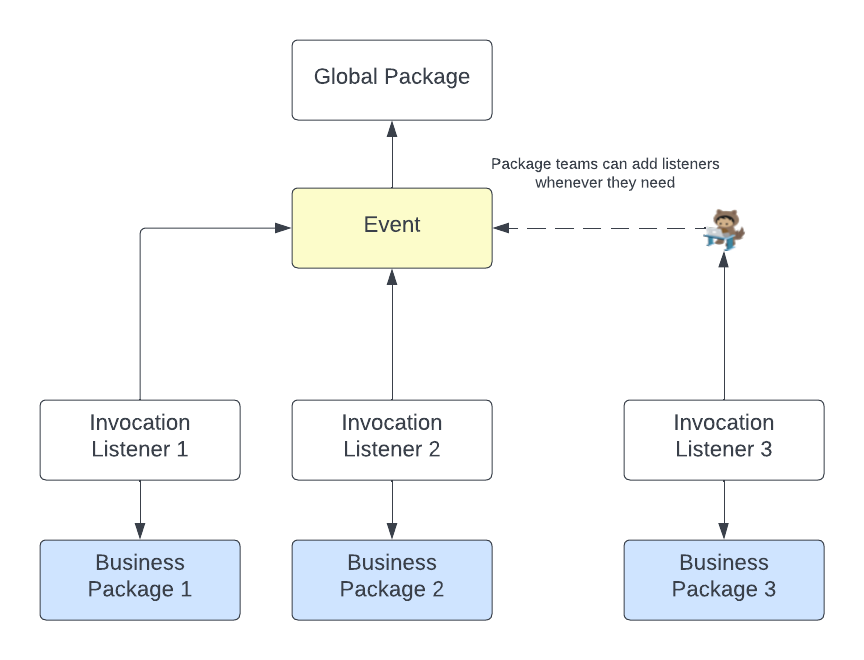 Global Package
Package teams can add listeners
whenever they need
Event
Invocation
Listener 1
Invocation
Listener 2
Invocation
Listener 3
Business
Package 1
Business
Package 2
Business
Package 3